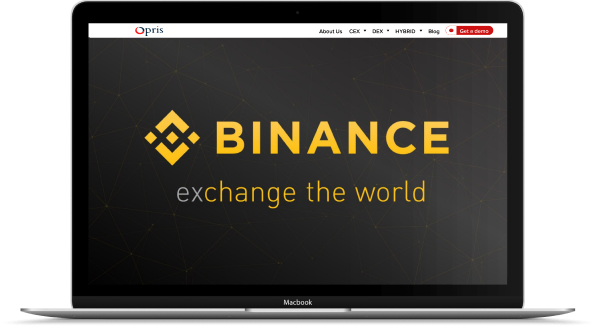 Opris
About Us CEX DEX HYBRID Blog Get a demo
BINANCE
exchange the world
Macbook